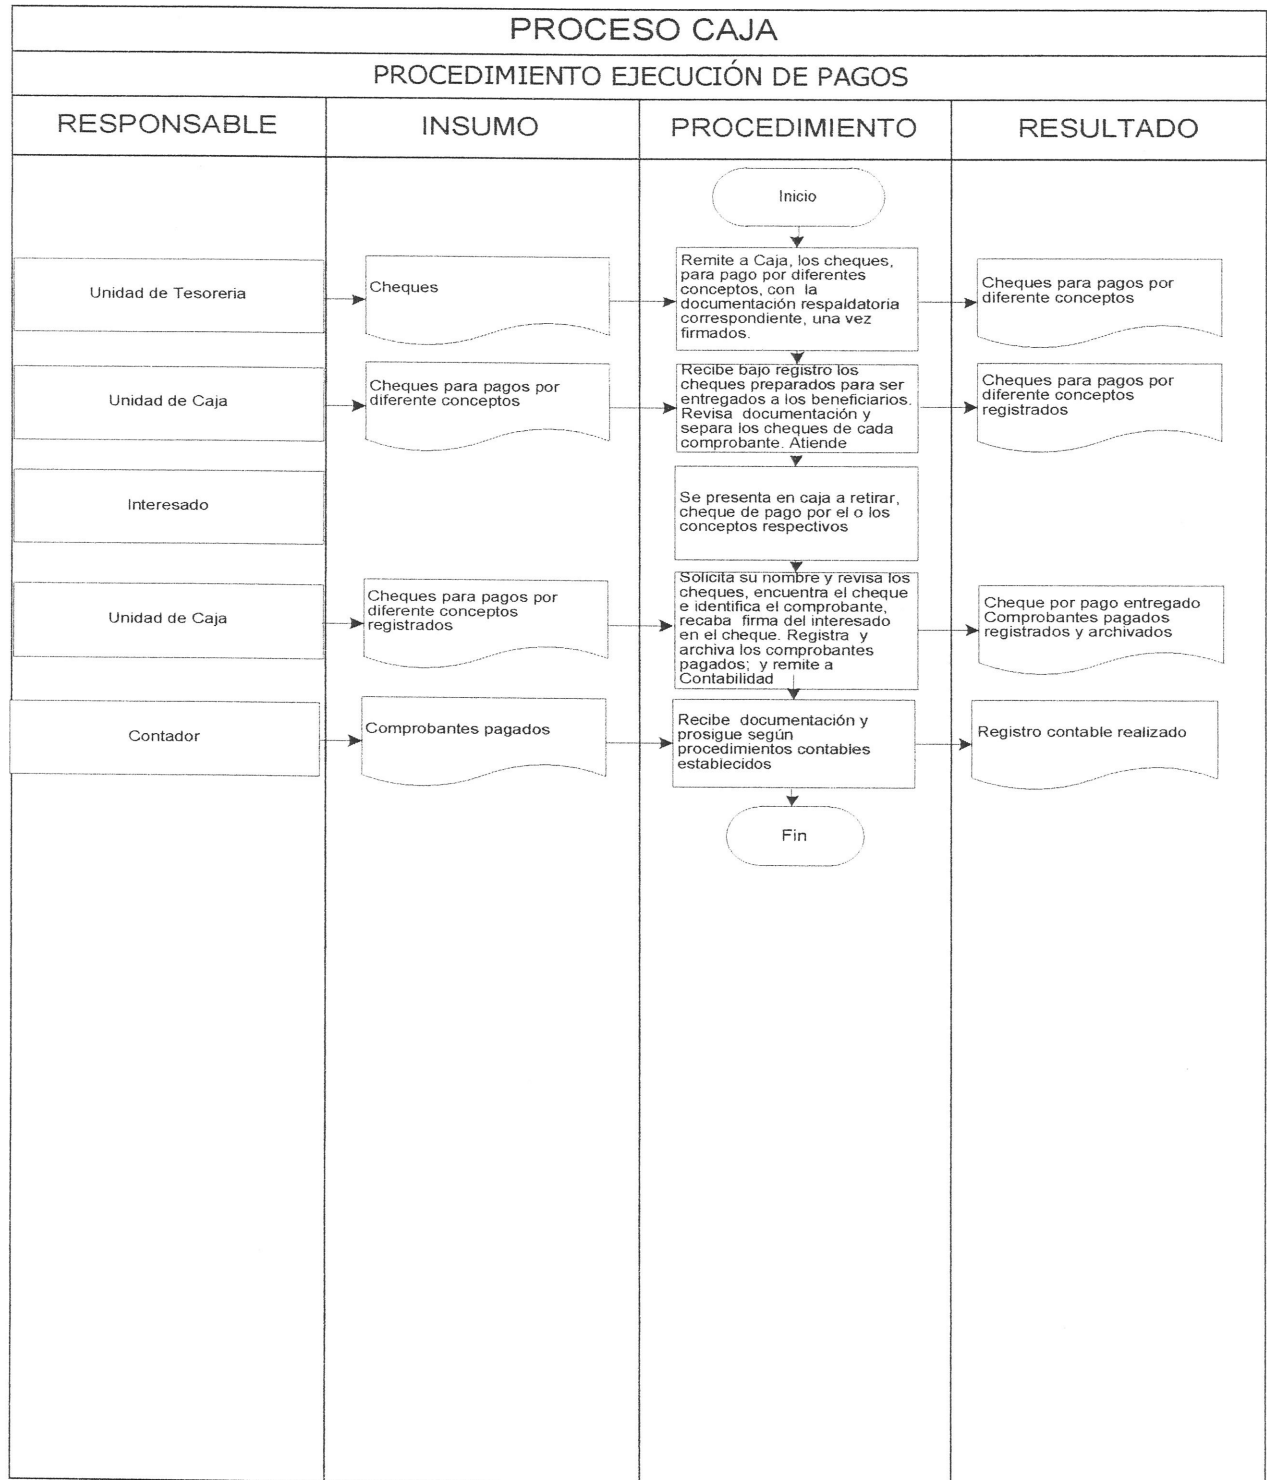 PROCESO CAJA
PROCEDIMIENTO EJECUCIÓN DE PAGOS
RESPONSABLE
INSUMO
PROCEDIMIENTO
RESULTADO
Inicio
Unidad de Tesoreria
Cheques
Remite a Caja, los cheques,
para pago por diferentes
conceptos, con la
documentación respaldatoria
correspondiente, una vez
firmados.
Cheques para pagos por
diferente conceptos
Unidad de Caja
Cheques para pagos por
diferente conceptos
Recibe bajo registro los
cheques preparados para ser
entregados a los beneficiarios.
Revisa documentación y
separa los cheques de cada
comprobante. Atiende
Cheques para pagos por
diferente conceptos
registrados
Interesado
Se presenta en caja a retirar,
cheque de pago por el o los
conceptos respectivos
Unidad de Caja
Cheques para pagos por
diferente conceptos
registrados
Solicita su nombre y revisa los
cheques, encuentra el cheque
e identifica el comprobante,
recaba firma del interesado
en el cheque. Registra y
archiva los comprobantes
pagados; y remite a
Contabilidad
Cheque por pago entregado
Comprobantes pagados
registrados y archivados
Contador
Comprobantes pagados
Recibe documentación y
prosigue según
procedimientos contables
establecidos
Registro contable realizado
Fin